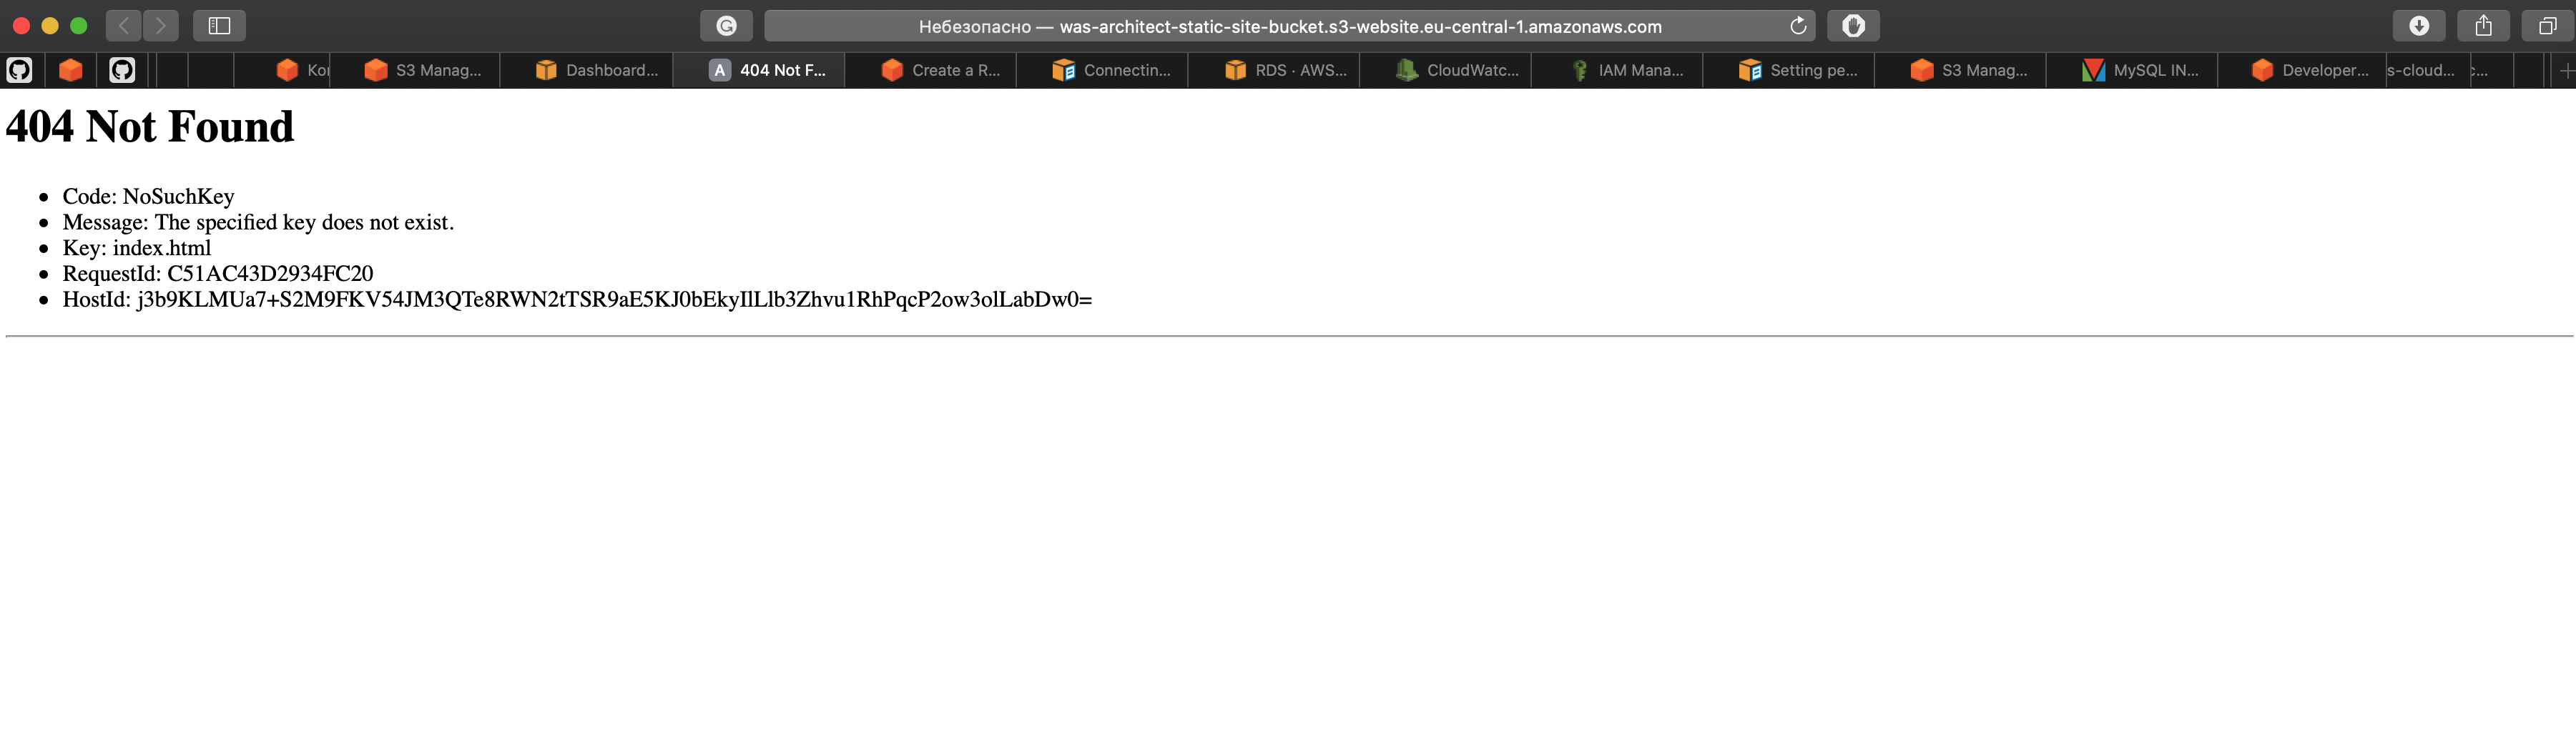 Небезопасно — was-architect-static-site-bucket.s3-website.eu-central-1.amazonaws.com
Kor S3 Manag... Dashboard... A 404 Not F... Create a R... Connectin... RDS · AWS... CloudWatc... IAM Mana... Setting pe... S3 Manag... MySQL IN... Developer... s-cloud...
404 Not Found
• Code: NoSuchKey
• Message: The specified key does not exist.
• Key: index.html
• RequestId: C51AC43D2934FC20
• HostId: j3b9KLMUa7+S2M9FKV54JM3QTe8RWN2tTSR9aE5KJ0bEkyIlLlb3Zhvu1RhPqcP2ow3olLabDw0=